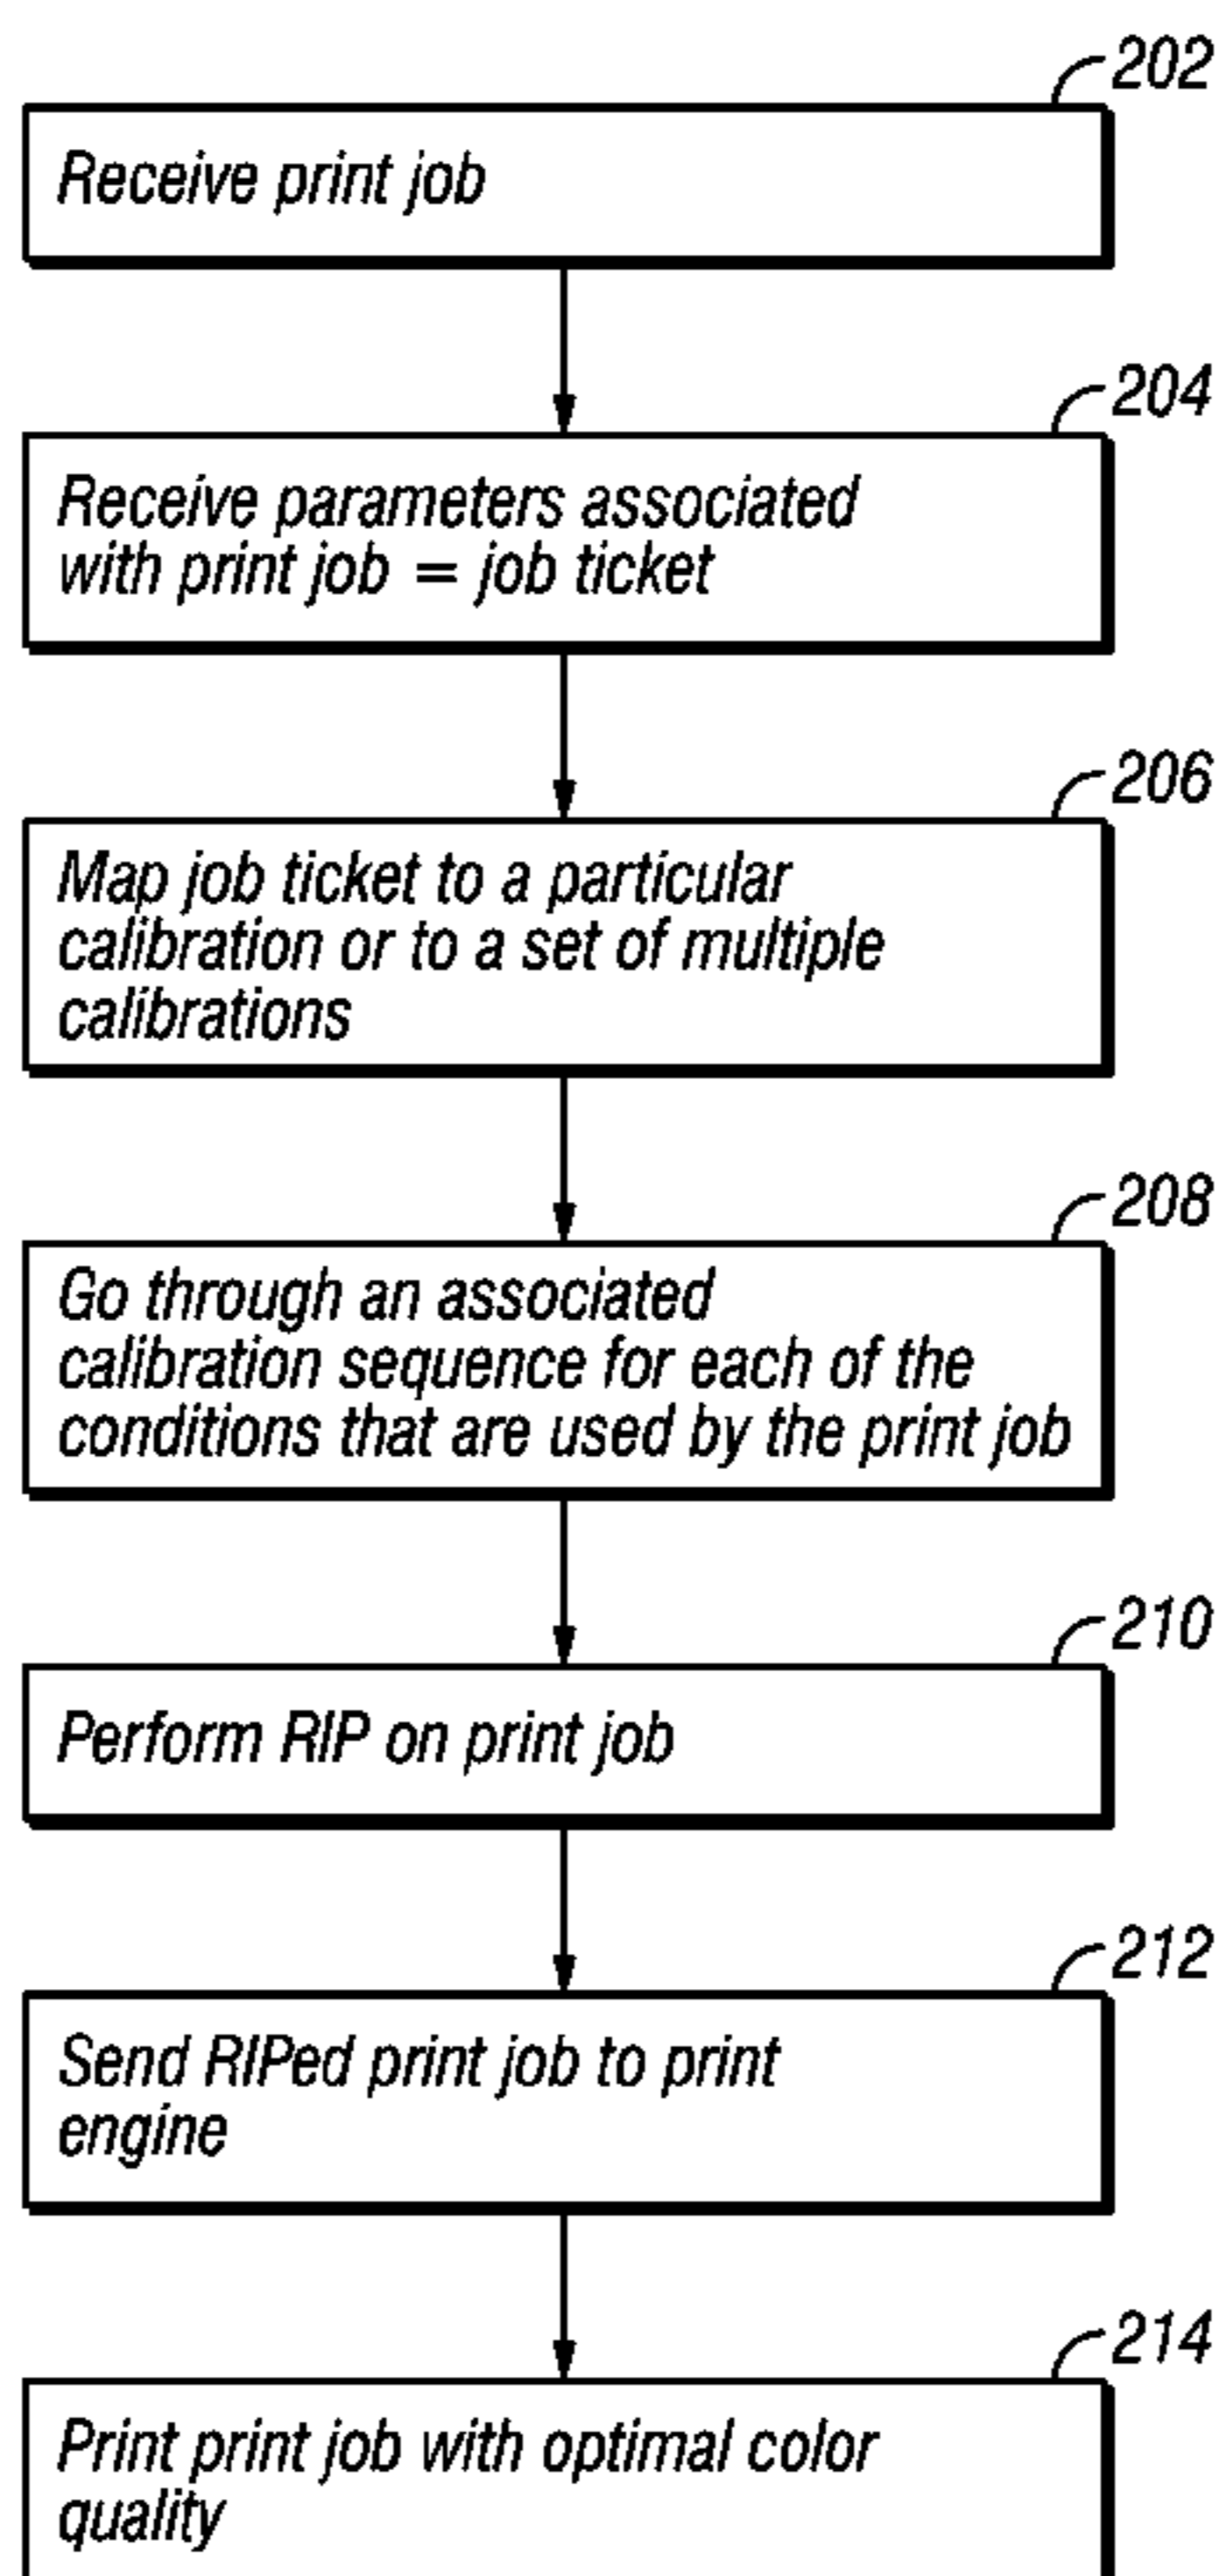 202
Receive print job
204
Receive parameters associated
with print job = job ticket
206
Map job ticket to a particular
calibration or to a set of multiple
calibrations
208
Go through an associated
calibration sequence for each of the
conditions that are used by the print job
210
Perform RIP on print job
212
Send RIPed print job to print
engine
214
Print print job with optimal color
quality